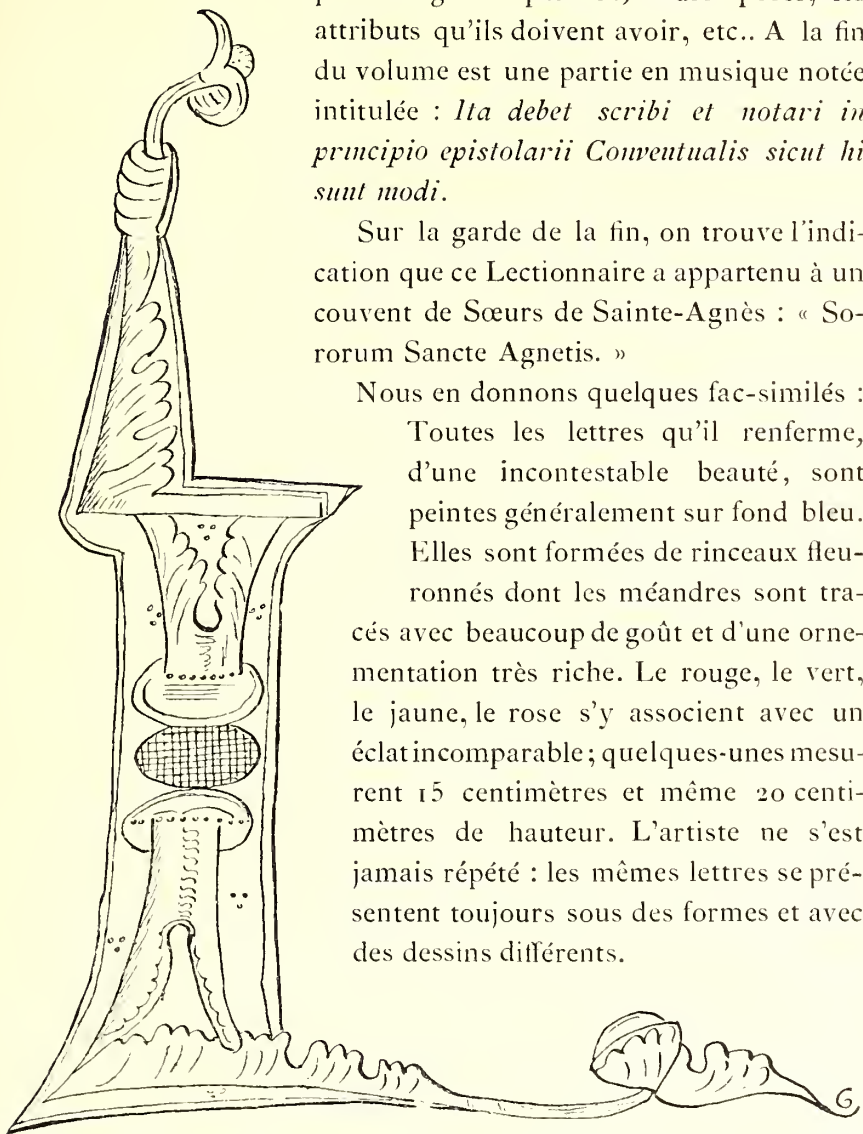 attributs qu'ils doivent avoir, etc.. A la fin
du volume est une partie en musique notée
intitulée : Ita debet scribi et notari in
principio epistolarii Conventualis sicut hi
sunt modi.
Sur la garde de la fin, on trouve l'indi-
cation que ce Lectionnaire a appartenu à un
couvent de Sœurs de Sainte-Agnès : « So-
rorum Sancte Agnetis. »
Nous en donnons quelques fac-similés :
Toutes les lettres qu'il renferme,
d'une incontestable beauté, sont
peintes généralement sur fond bleu.
Elles sont formées de rinceaux fleu-
ronnés dont les méandres sont tra-
cés avec beaucoup de goût et d'une orne-
mentation très riche. Le rouge, le vert,
le jaune, le rose s'y associent avec un
éclat incomparable ; quelques-unes mesu-
rent 15 centimètres et même 20 centi-
mètres de hauteur. L'artiste ne s'est
jamais répété : les mêmes lettres se pré-
sentent toujours sous des formes et avec
des dessins différents.